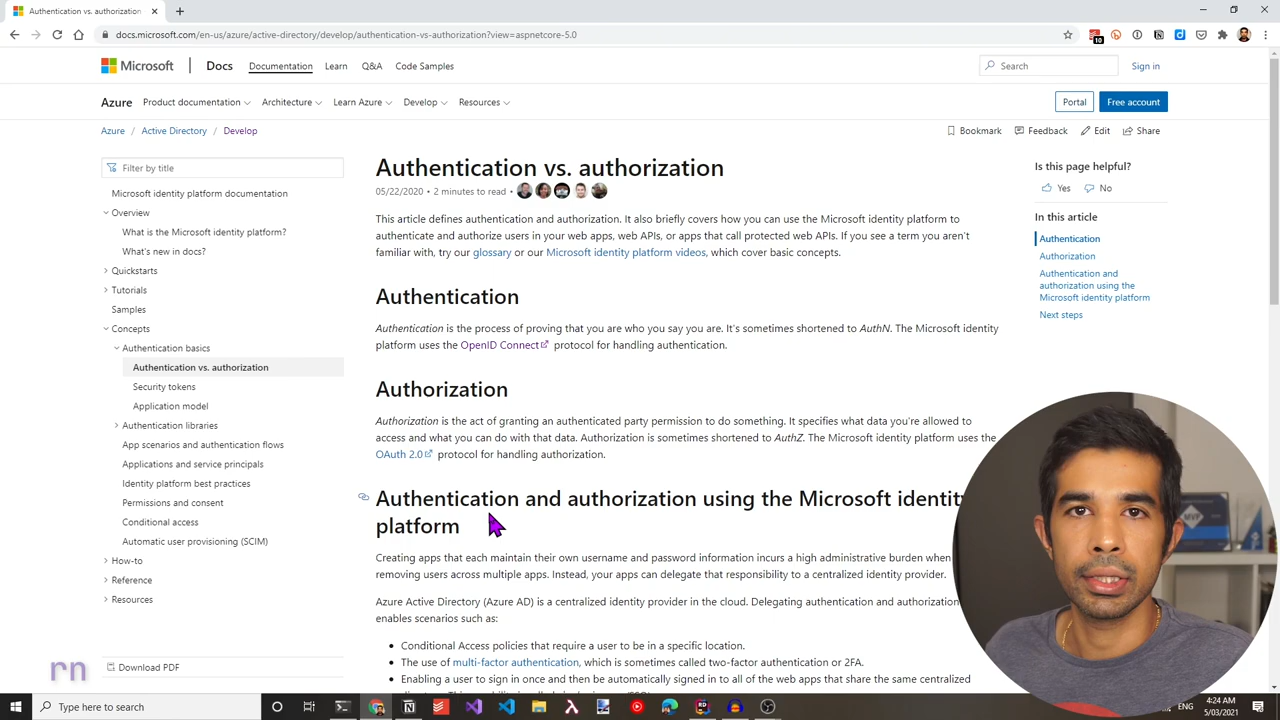 Authentication vs. authorization
docs.microsoft.com/en-us/azure/active-directory/develop/authentication-vs-authorization?view=aspnetcore-5.0
10
Microsoft
Docs
Documentation
Learn
Q&A
Code Samples
Search
Sign in
Azure
Product documentation
Architecture
Learn Azure
Develop
Resources
Portal
Free account
Azure / Active Directory / Develop
Bookmark
Feedback
Edit
Share
Filter by title
Microsoft identity platform documentation
Overview
What is the Microsoft identity platform?
What's new in docs?
Quickstarts
Tutorials
Samples
Concepts
Authentication basics
Authentication vs. authorization
Security tokens
Application model
Authentication libraries
App scenarios and authentication flows
Applications and service principals
Identity platform best practices
Permissions and consent
Conditional access
Automatic user provisioning (SCIM)
How-to
Reference
Resources
Download PDF
Authentication vs. authorization
05/22/2020 • 2 minutes to read •
This article defines authentication and authorization. It also briefly covers how you can use the Microsoft identity platform to
authenticate and authorize users in your web apps, web APIs, or apps that call protected web APIs. If you see a term you aren't
familiar with, try our glossary or our Microsoft identity platform videos, which cover basic concepts.
Authentication
Authentication is the process of proving that you are who you say you are. It's sometimes shortened to AuthN. The Microsoft identity
platform uses the OpenID Connect protocol for handling authentication.
Authorization
Authorization is the act of granting an authenticated party permission to do something. It specifies what data you're allowed to
access and what you can do with that data. Authorization is sometimes shortened to AuthZ. The Microsoft identity platform uses the
OAuth 2.0 protocol for handling authorization.
Authentication and authorization using the Microsoft identity
platform
Creating apps that each maintain their own username and password information incurs a high administrative burden when
removing users across multiple apps. Instead, your apps can delegate that responsibility to a centralized identity provider.
Azure Active Directory (Azure AD) is a centralized identity provider in the cloud. Delegating authentication and authorization
enables scenarios such as:
• Conditional Access policies that require a user to be in a specific location.
• The use of multi-factor authentication, which is sometimes called two-factor authentication or 2FA.
• Enabling a user to sign in once and then be automatically signed in to all of the web apps that share the same centralized
Is this page helpful?
Yes
No
In this article
Authentication
Authorization
Authentication and
authorization using the
Microsoft identity platform
Next steps
rn
Type here to search
ENG
4:24 AM
5/03/2021